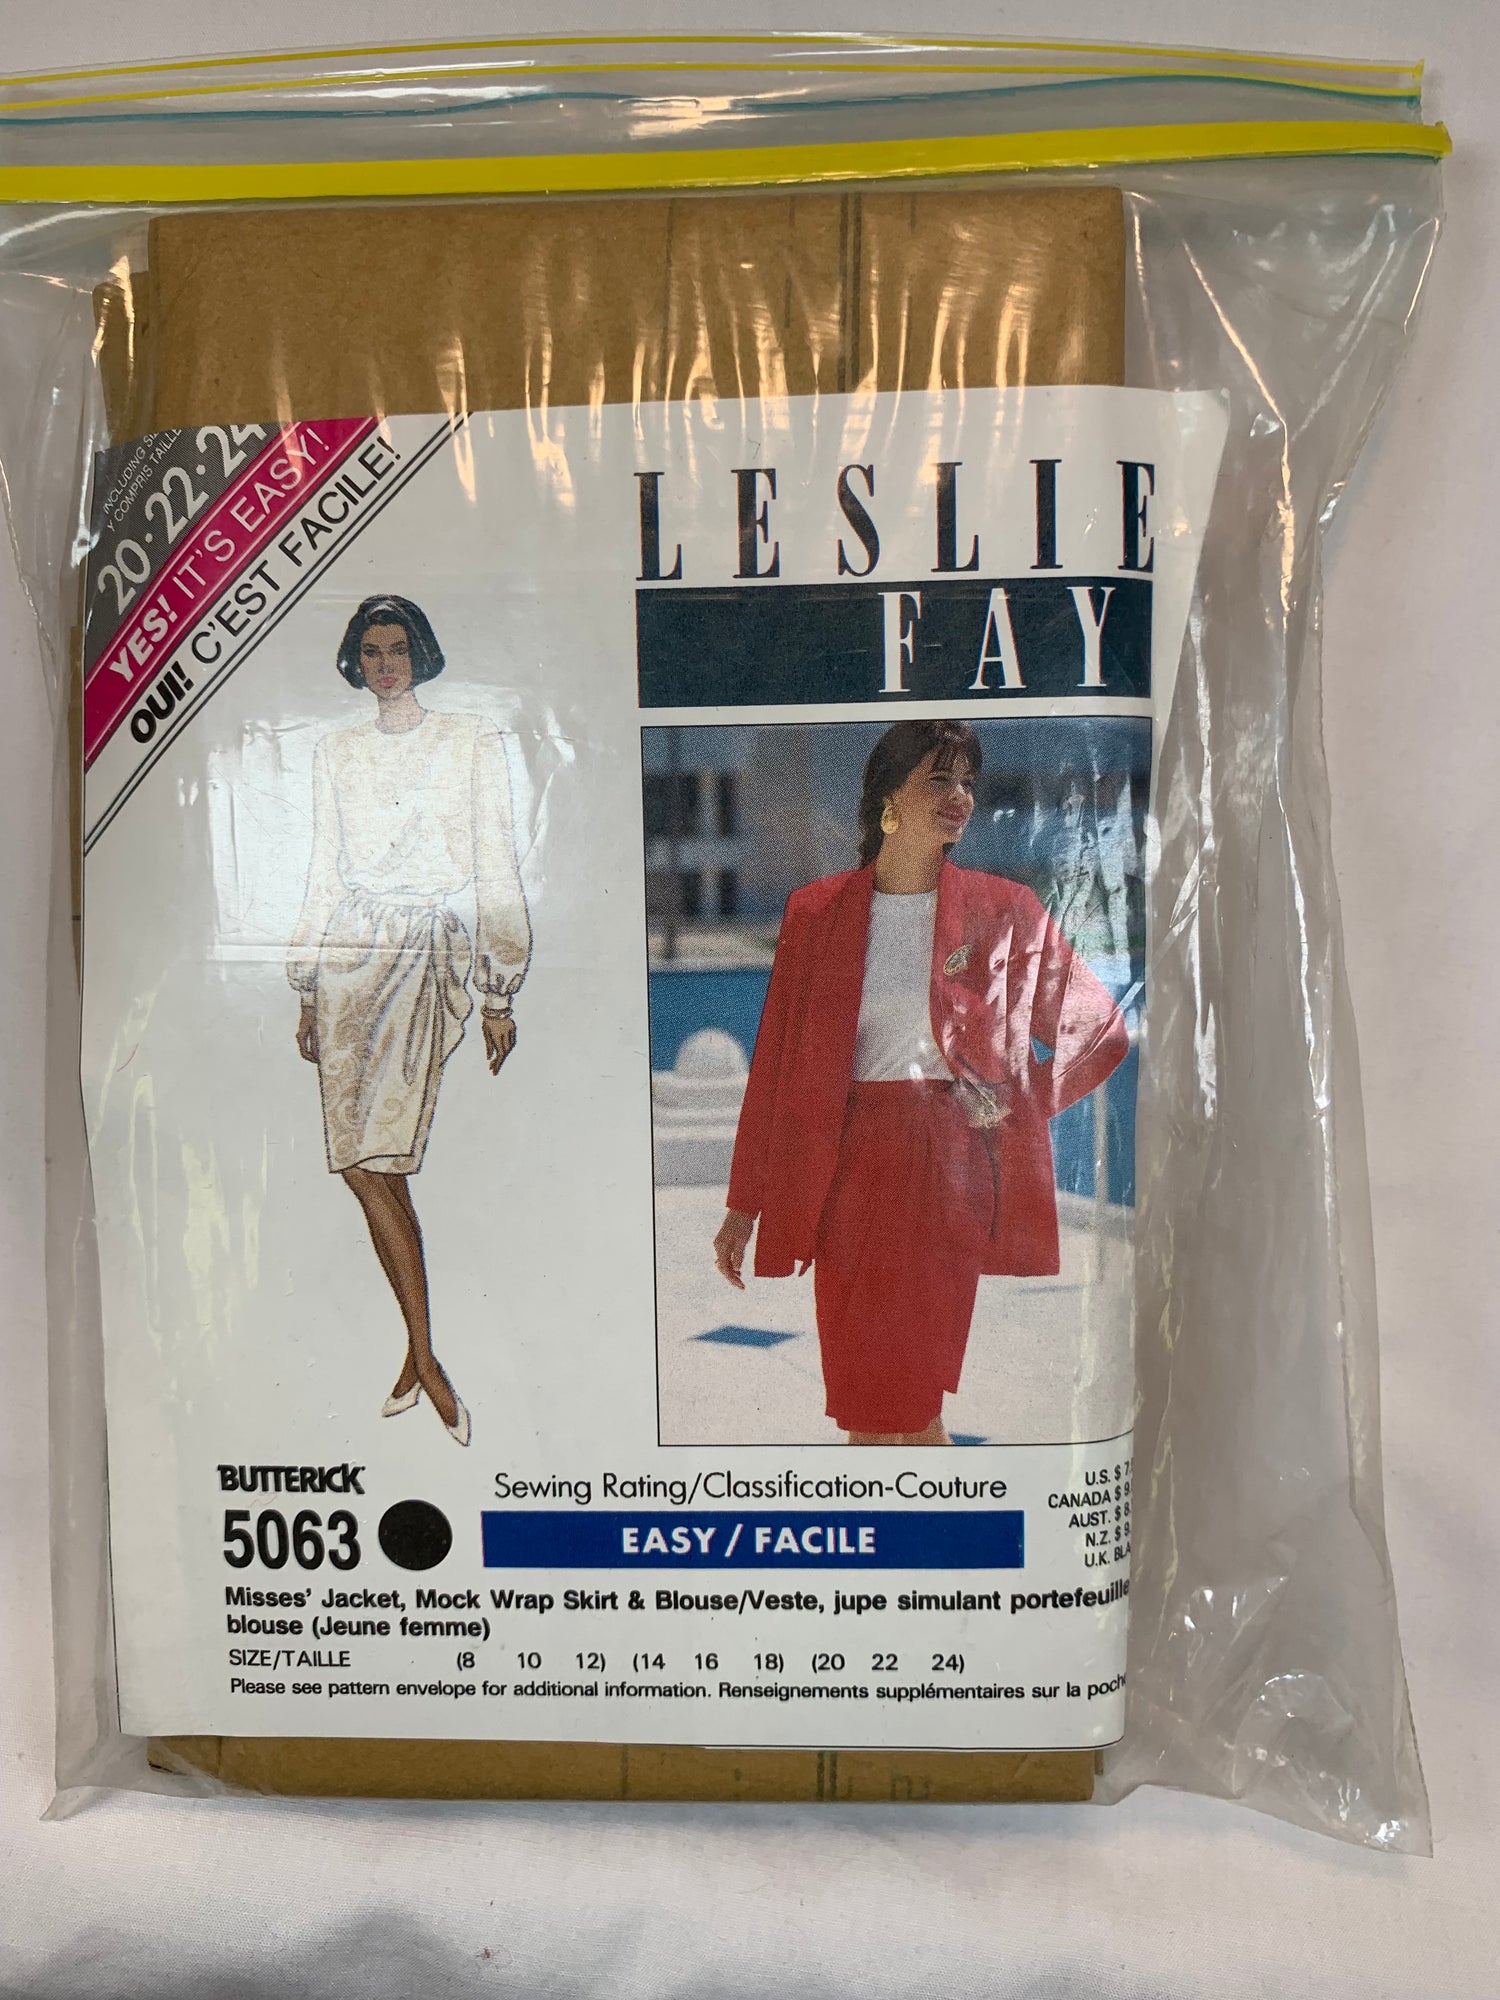 INCLUDING
Y COMPRIS TAILLE
20·22·24
YES! IT'S EASY!
OUI! C'EST FACILE!
LESLIE
FAY
BUTTERICK
5063
Sewing Rating/Classification-Couture
EASY / FACILE
U.S. $
CANADA $
AUST. $
N.Z. $
U.K.
Misses' Jacket, Mock Wrap Skirt & Blouse/Veste, jupe simulant portefeuille
blouse (Jeune femme)
SIZE/TAILLE (8 10 12) (14 16 18) (20 22 24)
Please see pattern envelope for additional information. Renseignements supplémentaires sur la